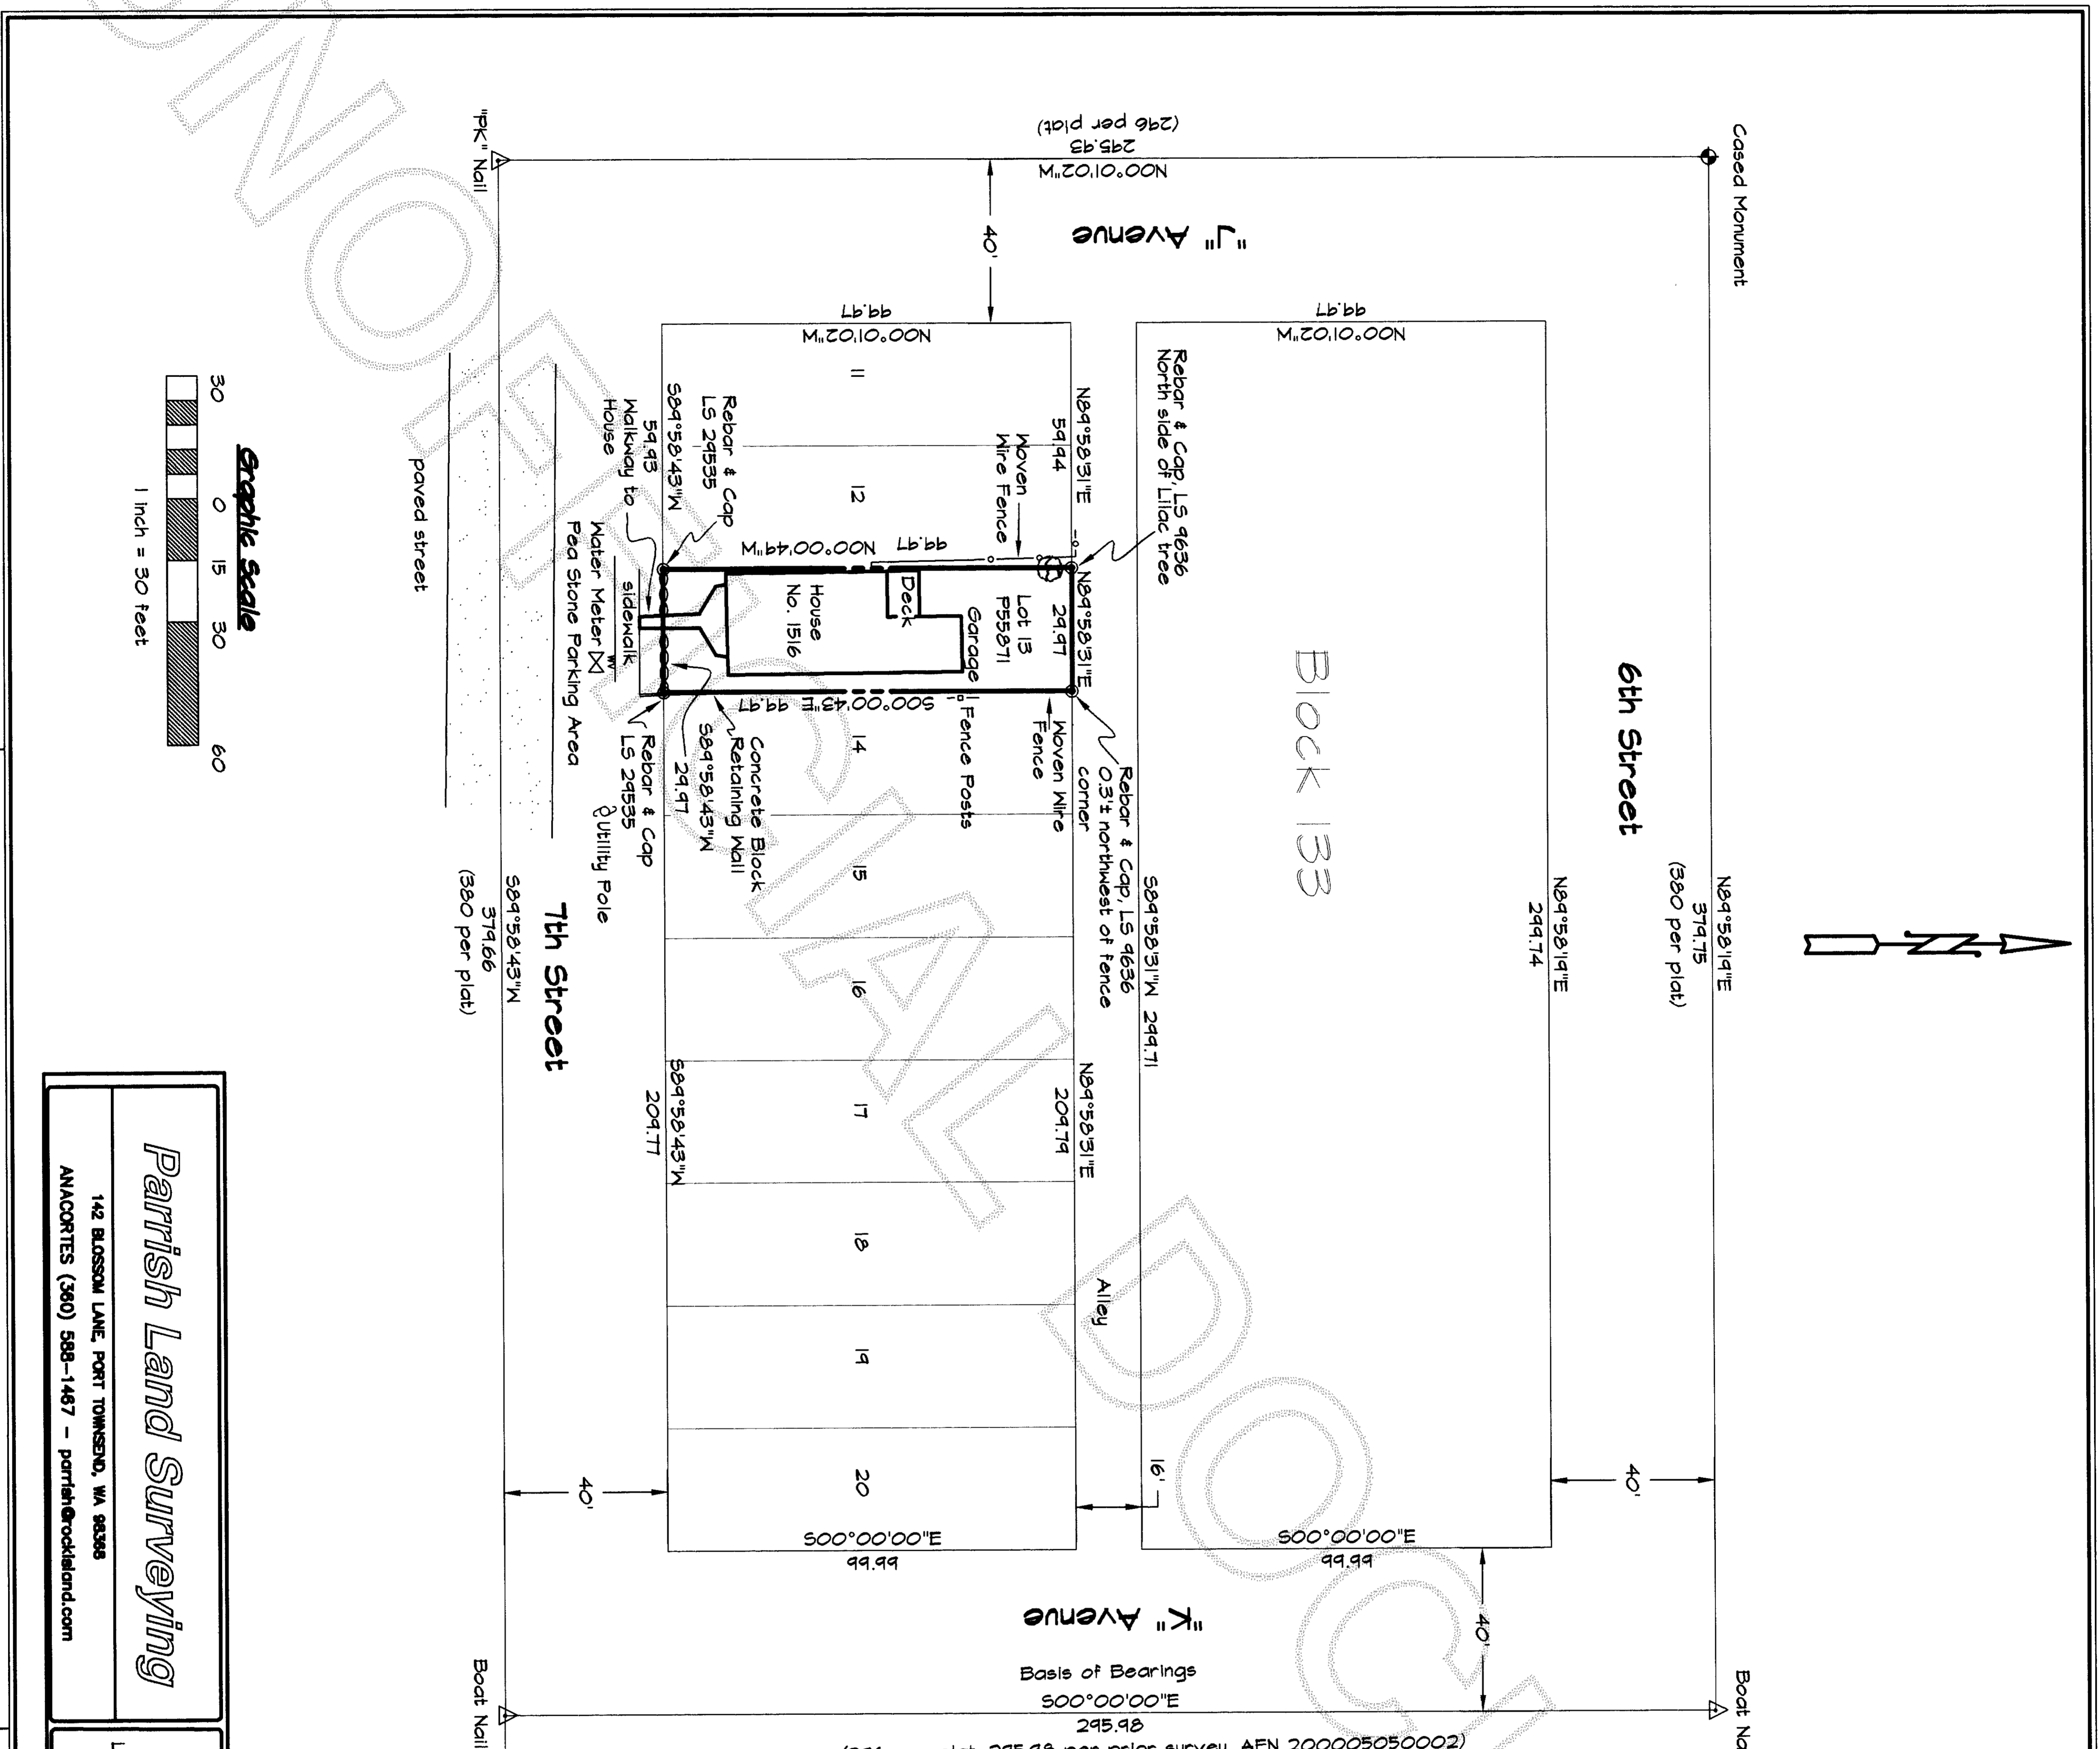 Cased Monument
N89°58'19"E
379.75
(380 per plat)
6th Street
N89°58'19"E
299.74
Boat Na
40'
"PK" Nail
N00°01'02"W
295.93
(296 per plat)
"J" Avenue
40'
N00°01'02"W
99.97
N00°01'02"W
99.97
Block 133
Rebar & Cap, LS 9636
North side of Lilac tree
S89°58'31"W 299.71
Rebar & Cap, LS 9636
0.3'± northwest of fence
corner
Alley
16'
N89°58'31"E
59.94
N89°58'31"E
29.97
N89°58'31"E
209.79
Woven
Wire Fence
Woven Wire
Fence
Fence Posts
Lot 13
P55871
Garage
Deck
House
No. 1516
N00°00'49"W 99.97
S00°00'43"E 99.97
11
12
14
15
16
17
18
19
20
Concrete Block
Retaining Wall
S89°58'43"W
29.97
Rebar & Cap
LS 29535
S89°58'43"W
59.93
Walkway to
House
Rebar & Cap
LS 29535
S89°58'43"W
209.77
sidewalk
Water Meter
WV
Pea Stone Parking Area
Utility Pole
7th Street
S89°58'43"W
379.66
(380 per plat)
paved street
40'
S00°00'00"E
99.99
S00°00'00"E
99.99
40'
"K" Avenue
Basis of Bearings
S00°00'00"E
295.98
per prior survey, AFN 200005050002)
Boat Nail
Graphic Scale
30 0 15 30 60
1 inch = 30 feet
Parrish Land Surveying
142 BLOSSOM LANE, PORT TOWNSEND, WA 98368
ANACORTES (360) 588-1467 - parrish@rockisland.com
UNOFFICIAL DOC